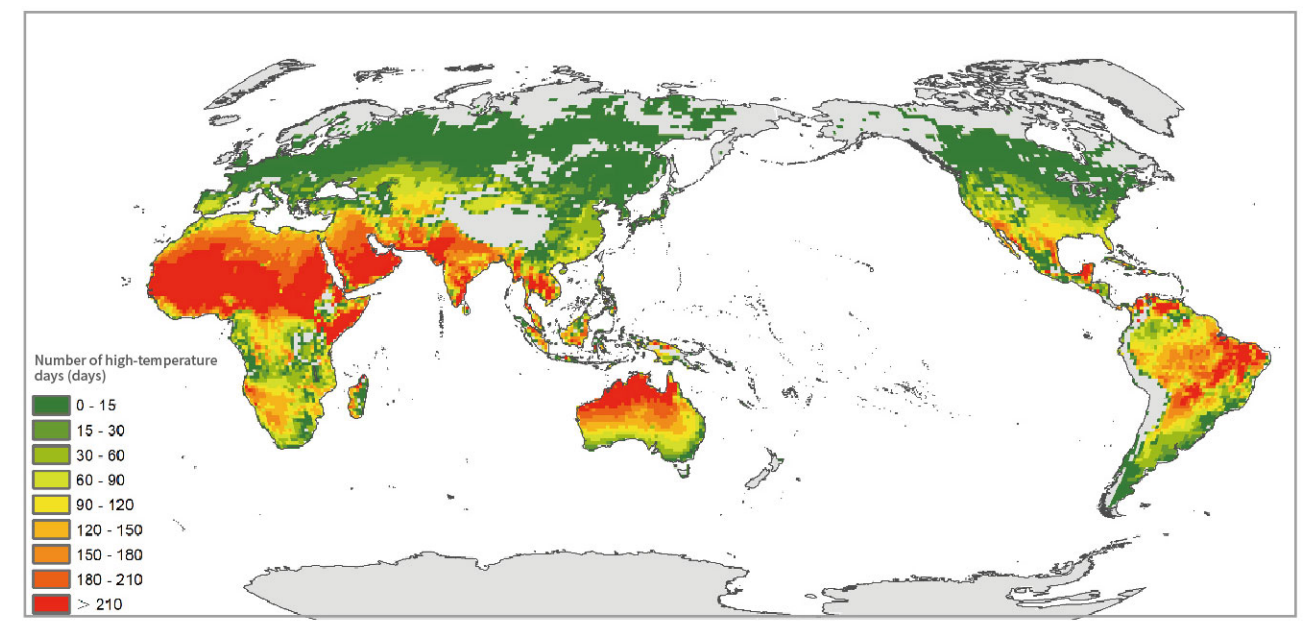 Number of high-temperature
days (days)
0 - 15
15 - 30
30 - 60
60 - 90
90 - 120
120 - 150
150 - 180
180 - 210
> 210